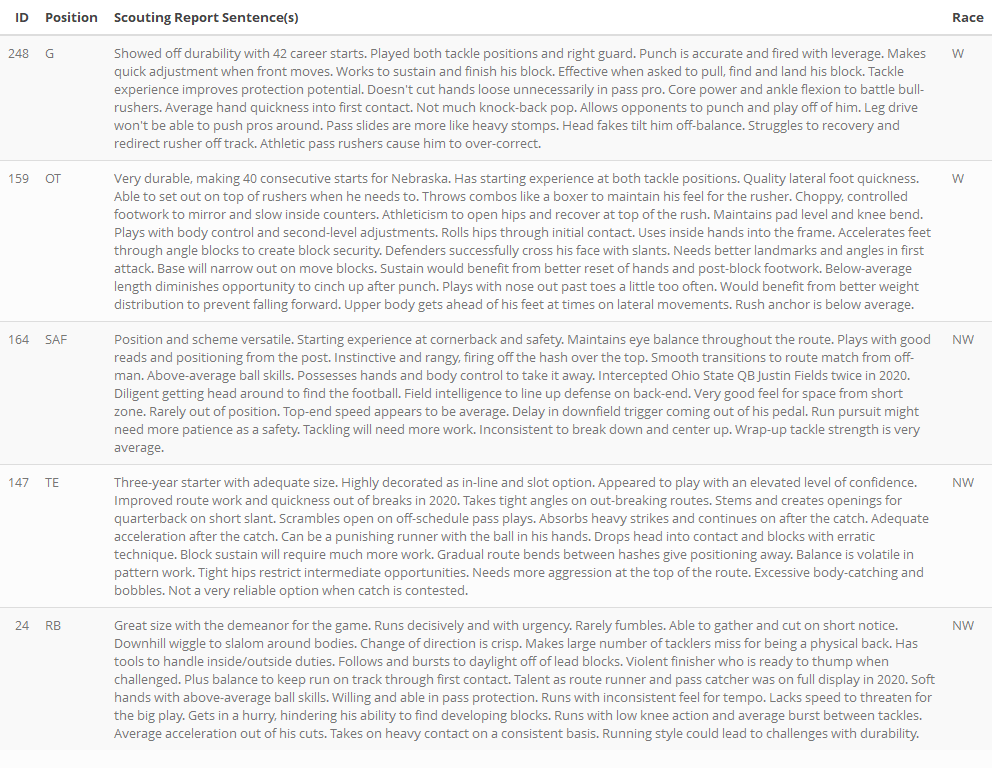 ID Position Scouting Report Sentence(s) Race
248 G Showed off durability with 42 career starts. Played both tackle positions and right guard. Punch is accurate and fired with leverage. Makes W
quick adjustment when front moves. Works to sustain and finish his block. Effective when asked to pull, find and land his block. Tackle
experience improves protection potential. Doesn't cut hands loose unnecessarily in pass pro. Core power and ankle flexion to battle bull-
rushers. Average hand quickness into first contact. Not much knock-back pop. Allows opponents to punch and play off of him. Leg drive
won't be able to push pros around. Pass slides are more like heavy stomps. Head fakes tilt him off-balance. Struggles to recovery and
redirect rusher off track. Athletic pass rushers cause him to over-correct.
159 OT Very durable, making 40 consecutive starts for Nebraska. Has starting experience at both tackle positions. Quality lateral foot quickness. W
Able to set out on top of rushers when he needs to. Throws combos like a boxer to maintain his feel for the rusher. Choppy, controlled
footwork to mirror and slow inside counters. Athleticism to open hips and recover at top of the rush. Maintains pad level and knee bend.
Plays with body control and second-level adjustments. Rolls hips through initial contact. Uses inside hands into the frame. Accelerates feet
through angle blocks to create block security. Defenders successfully cross his face with slants. Needs better landmarks and angles in first
attack. Base will narrow out on move blocks. Sustain would benefit from better reset of hands and post-block footwork. Below-average
length diminishes opportunity to cinch up after punch. Plays with nose out past toes a little too often. Would benefit from better weight
distribution to prevent falling forward. Upper body gets ahead of his feet at times on lateral movements. Rush anchor is below average.
164 SAF Position and scheme versatile. Starting experience at cornerback and safety. Maintains eye balance throughout the route. Plays with good NW
reads and positioning from the post. Instinctive and rangy, firing off the hash over the top. Smooth transitions to route match from off-
man. Above-average ball skills. Possesses hands and body control to take it away. Intercepted Ohio State QB Justin Fields twice in 2020.
Diligent getting head around to find the football. Field intelligence to line up defense on back-end. Very good feel for space from short
zone. Rarely out of position. Top-end speed appears to be average. Delay in downfield trigger coming out of his pedal. Run pursuit might
need more patience as a safety. Tackling will need more work. Inconsistent to break down and center up. Wrap-up tackle strength is very
average.
147 TE Three-year starter with adequate size. Highly decorated as in-line and slot option. Appeared to play with an elevated level of confidence. NW
Improved route work and quickness out of breaks in 2020. Takes tight angles on out-breaking routes. Stems and creates openings for
quarterback on short slant. Scrambles open on off-schedule pass plays. Absorbs heavy strikes and continues on after the catch. Adequate
acceleration after the catch. Can be a punishing runner with the ball in his hands. Drops head into contact and blocks with erratic
technique. Block sustain will require much more work. Gradual route bends between hashes give positioning away. Balance is volatile in
pattern work. Tight hips restrict intermediate opportunities. Needs more aggression at the top of the route. Excessive body-catching and
bobbles. Not a very reliable option when catch is contested.
24 RB Great size with the demeanor for the game. Runs decisively and with urgency. Rarely fumbles. Able to gather and cut on short notice. NW
Downhill wiggle to slalom around bodies. Change of direction is crisp. Makes large number of tacklers miss for being a physical back. Has
tools to handle inside/outside duties. Follows and bursts to daylight off of lead blocks. Violent finisher who is ready to thump when
challenged. Plus balance to keep run on track through first contact. Talent as route runner and pass catcher was on full display in 2020. Soft
hands with above-average ball skills. Willing and able in pass protection. Runs with inconsistent feel for tempo. Lacks speed to threaten for
the big play. Gets in a hurry, hindering his ability to find developing blocks. Runs with low knee action and average burst between tackles.
Average acceleration out of his cuts. Takes on heavy contact on a consistent basis. Running style could lead to challenges with durability.